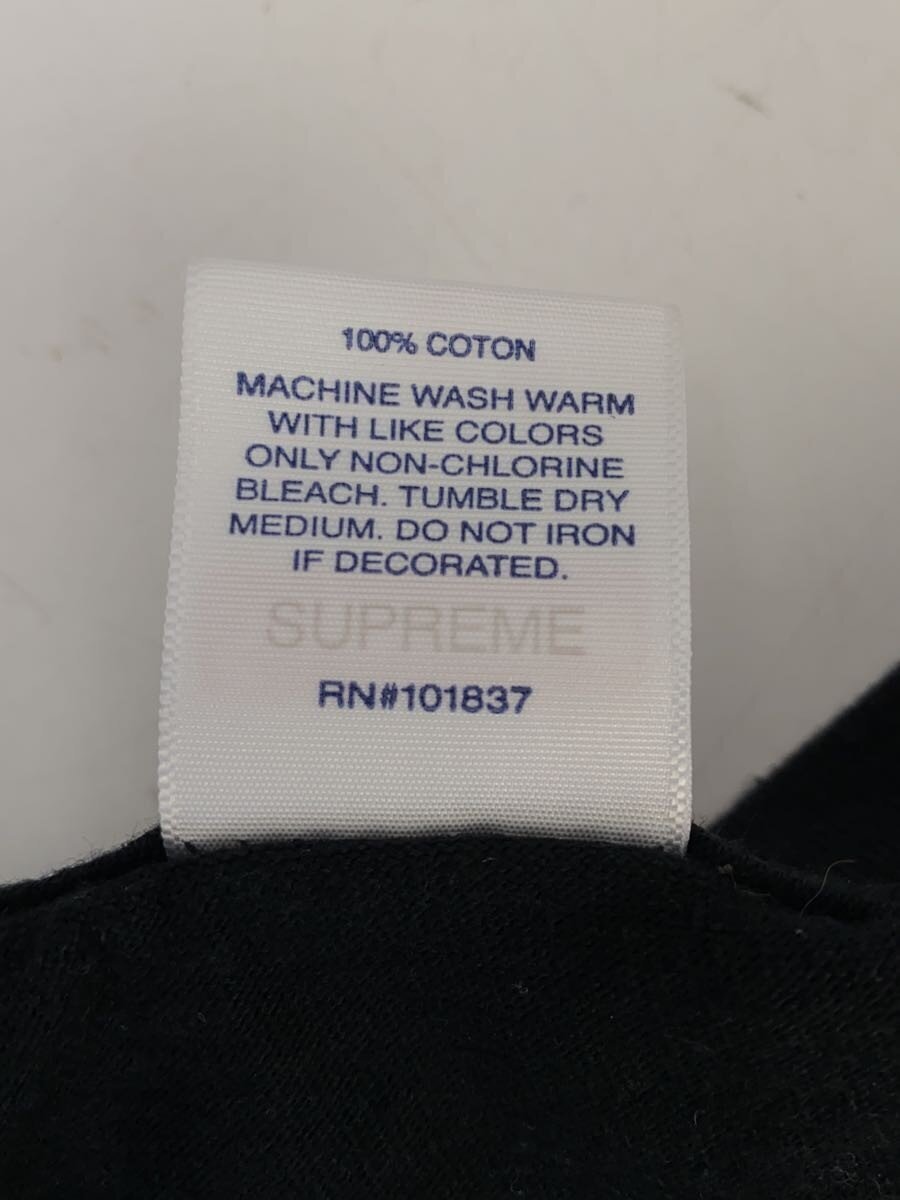 100% COTON
MACHINE WASH WARM
WITH LIKE COLORS
ONLY NON-CHLORINE
BLEACH. TUMBLE DRY
MEDIUM. DO NOT IRON
IF DECORATED.
SUPREME
RN#101837